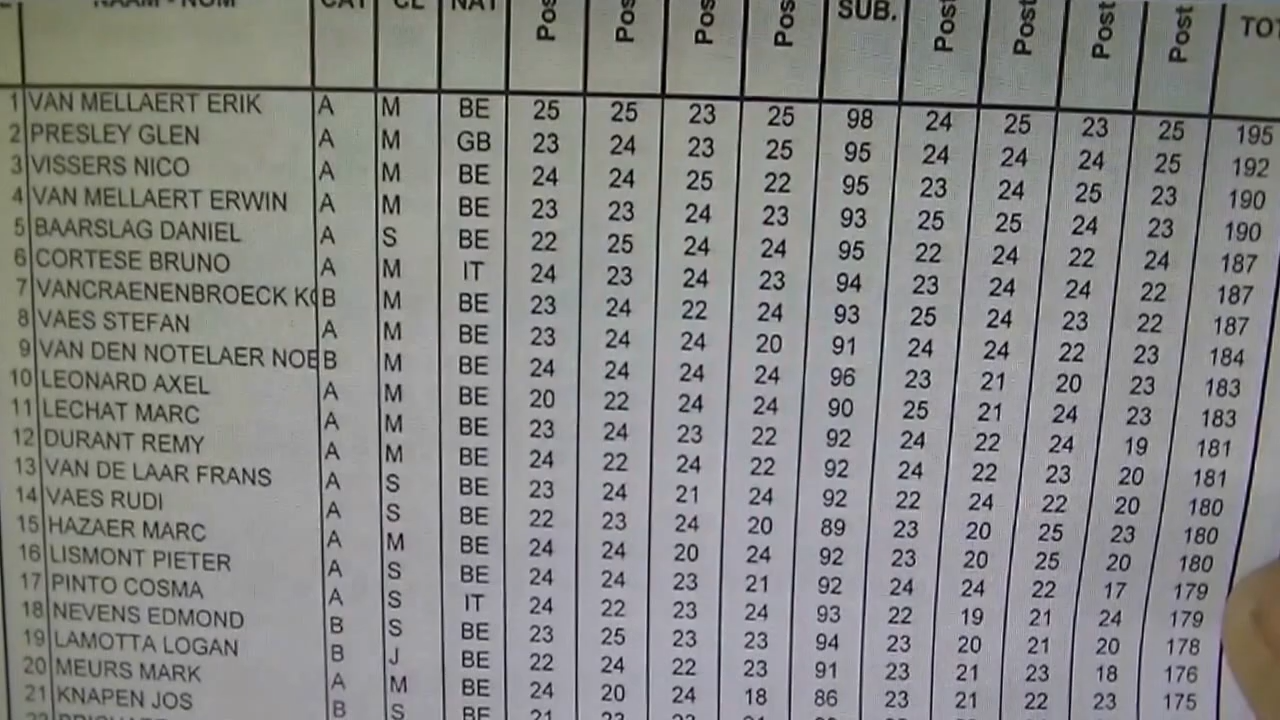 NAAM - NOM CAT CL NAT Pos Pos Pos Pos SUB. Post Post Post Post TOT
1 VAN MELLAERT ERIK A M BE 25 25 23 25 98 24 25 23 25 195
2 PRESLEY GLEN A M GB 23 24 23 25 95 24 24 24 25 192
3 VISSERS NICO A M BE 24 24 25 22 95 23 24 25 23 190
4 VAN MELLAERT ERWIN A M BE 23 23 24 23 93 25 25 24 23 190
5 BAARSLAG DANIEL A S BE 22 25 24 24 95 22 24 22 24 187
6 CORTESE BRUNO A M IT 24 23 24 23 94 23 24 24 22 187
7 VANCRAENENBROECK KO B M BE 23 24 22 24 93 25 24 23 22 187
8 VAES STEFAN A M BE 23 24 24 20 91 24 24 22 23 184
9 VAN DEN NOTELAER NOE B M BE 24 24 24 24 96 23 21 20 23 183
10 LEONARD AXEL A M BE 20 22 24 24 90 25 21 24 23 183
11 LECHAT MARC A M BE 23 24 23 22 92 24 22 24 19 181
12 DURANT REMY A M BE 24 22 24 22 92 24 22 23 20 181
13 VAN DE LAAR FRANS A S BE 23 24 21 24 92 22 24 22 20 180
14 VAES RUDI A S BE 22 23 24 20 89 23 20 25 23 180
15 HAZAER MARC A M BE 24 24 20 24 92 23 20 25 20 180
16 LISMONT PIETER A S BE 24 24 23 21 92 24 24 22 17 179
17 PINTO COSMA A S IT 24 22 23 24 93 22 19 21 24 179
18 NEVENS EDMOND B S BE 23 25 23 23 94 23 20 21 20 178
19 LAMOTTA LOGAN B J BE 22 24 22 23 91 23 21 23 18 176
20 MEURS MARK A M BE 24 20 24 18 86 23 21 22 23 175
21 KNAPEN JOS B S BE 21